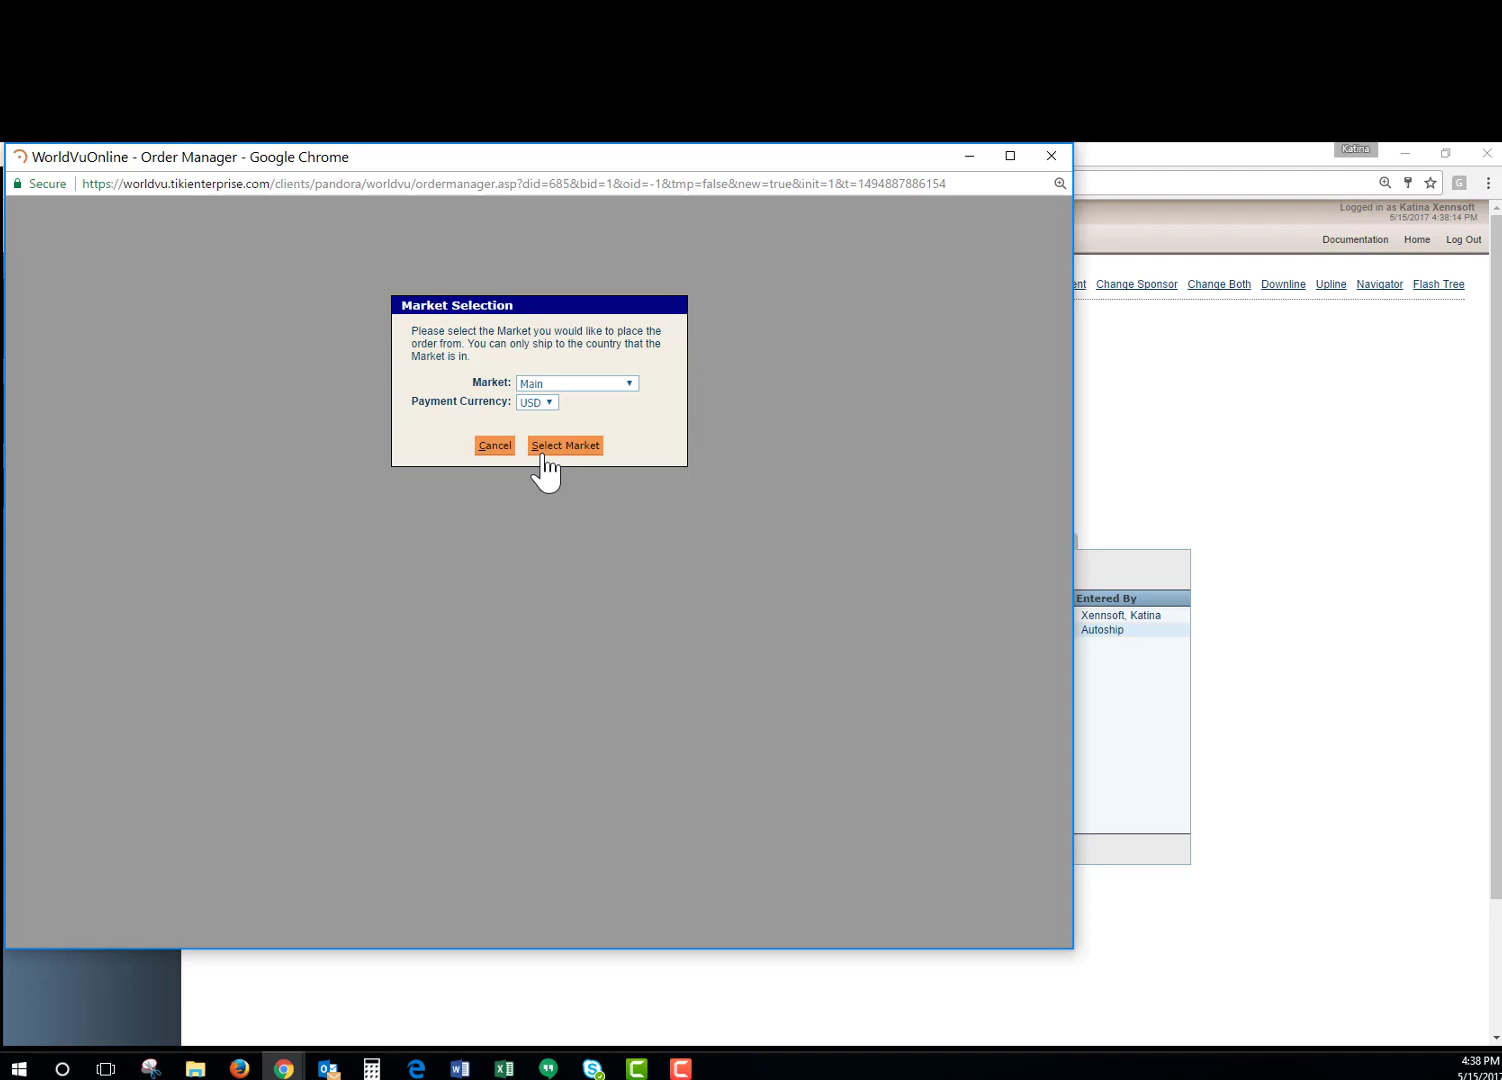 WorldVuOnline - Order Manager - Google Chrome
Katina
Secure
https://worldvu.tikienterprise.com/clients/pandora/worldvu/ordermanager.asp?did=685&bid=1&oid=-1&tmp=false&new=true&init=1&t=1494887886154
Logged in as Katina Xennsoft
5/15/2017 4:38:14 PM
Documentation Home Log Out
Change Sponsor Change Both Downline Upline Navigator Flash Tree
Market Selection
Please select the Market you would like to place the
order from. You can only ship to the country that the
Market is in.
Market: Main
Payment Currency: USD
Cancel Select Market
Entered By
Xennsoft, Katina
Autoship
4:38 PM
5/15/2017